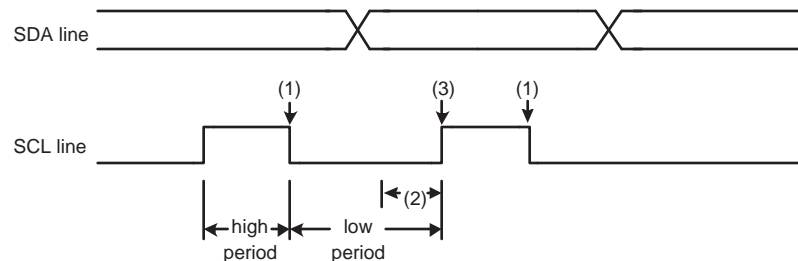 SDA line
(1) (3) (1)
SCL line
(2)
high low
period period